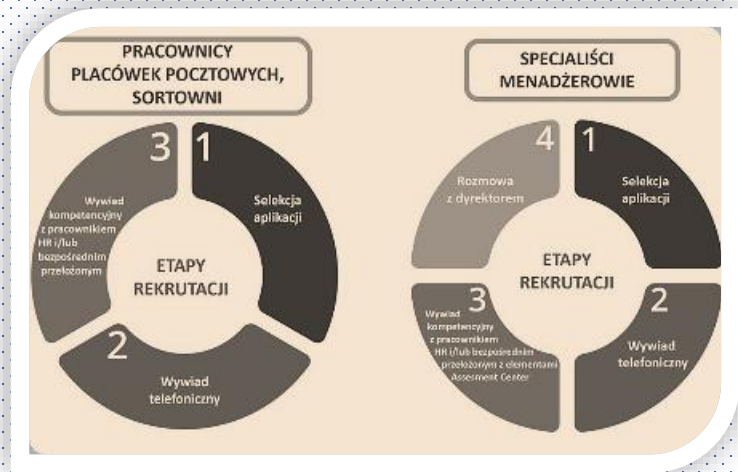 PRACOWNICY
PLACÓWEK POCZTOWYCH,
SORTOWNI
3
1
Wywiad
kompetencyjny
z pracownikiem
HR i/lub
bezpośrednim
przełożonym
Selekcja
aplikacji
ETAPY
REKRUTACJI
2
Wywiad
telefoniczny
SPECJALIŚCI
MENADŻEROWIE
4
1
Rozmowa
z dyrektorem
Selekcja
aplikacji
ETAPY
REKRUTACJI
3
2
Wywiad
kompetencyjny
z pracownikiem
HR i/lub bezpośrednim
przełożonym z elementami
Assesment Center
Wywiad
telefoniczny